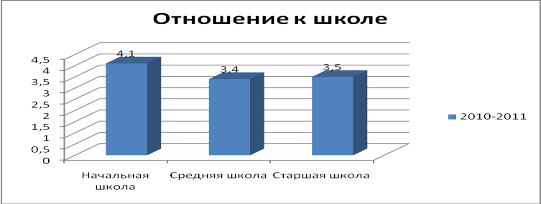 Отношение к школе
4,5
4
3,5
3
2,5
2
1,5
1
0,5
0
4,1
3,4
3,5
Начальная
школа
Средняя школа
Старшая школа
2010-2011